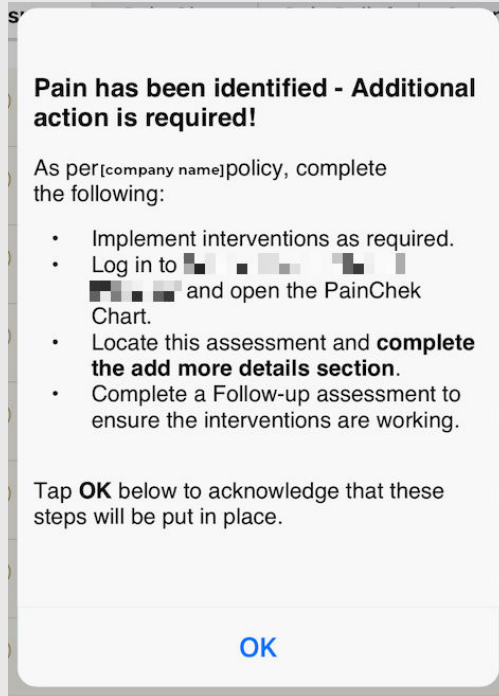 Pain has been identified - Additional
action is required!
As per [company name] policy, complete
the following:
• Implement interventions as required.
• Log in to
and open the PainChek
Chart.
• Locate this assessment and complete
the add more details section.
• Complete a Follow-up assessment to
ensure the interventions are working.
Tap OK below to acknowledge that these
steps will be put in place.
OK